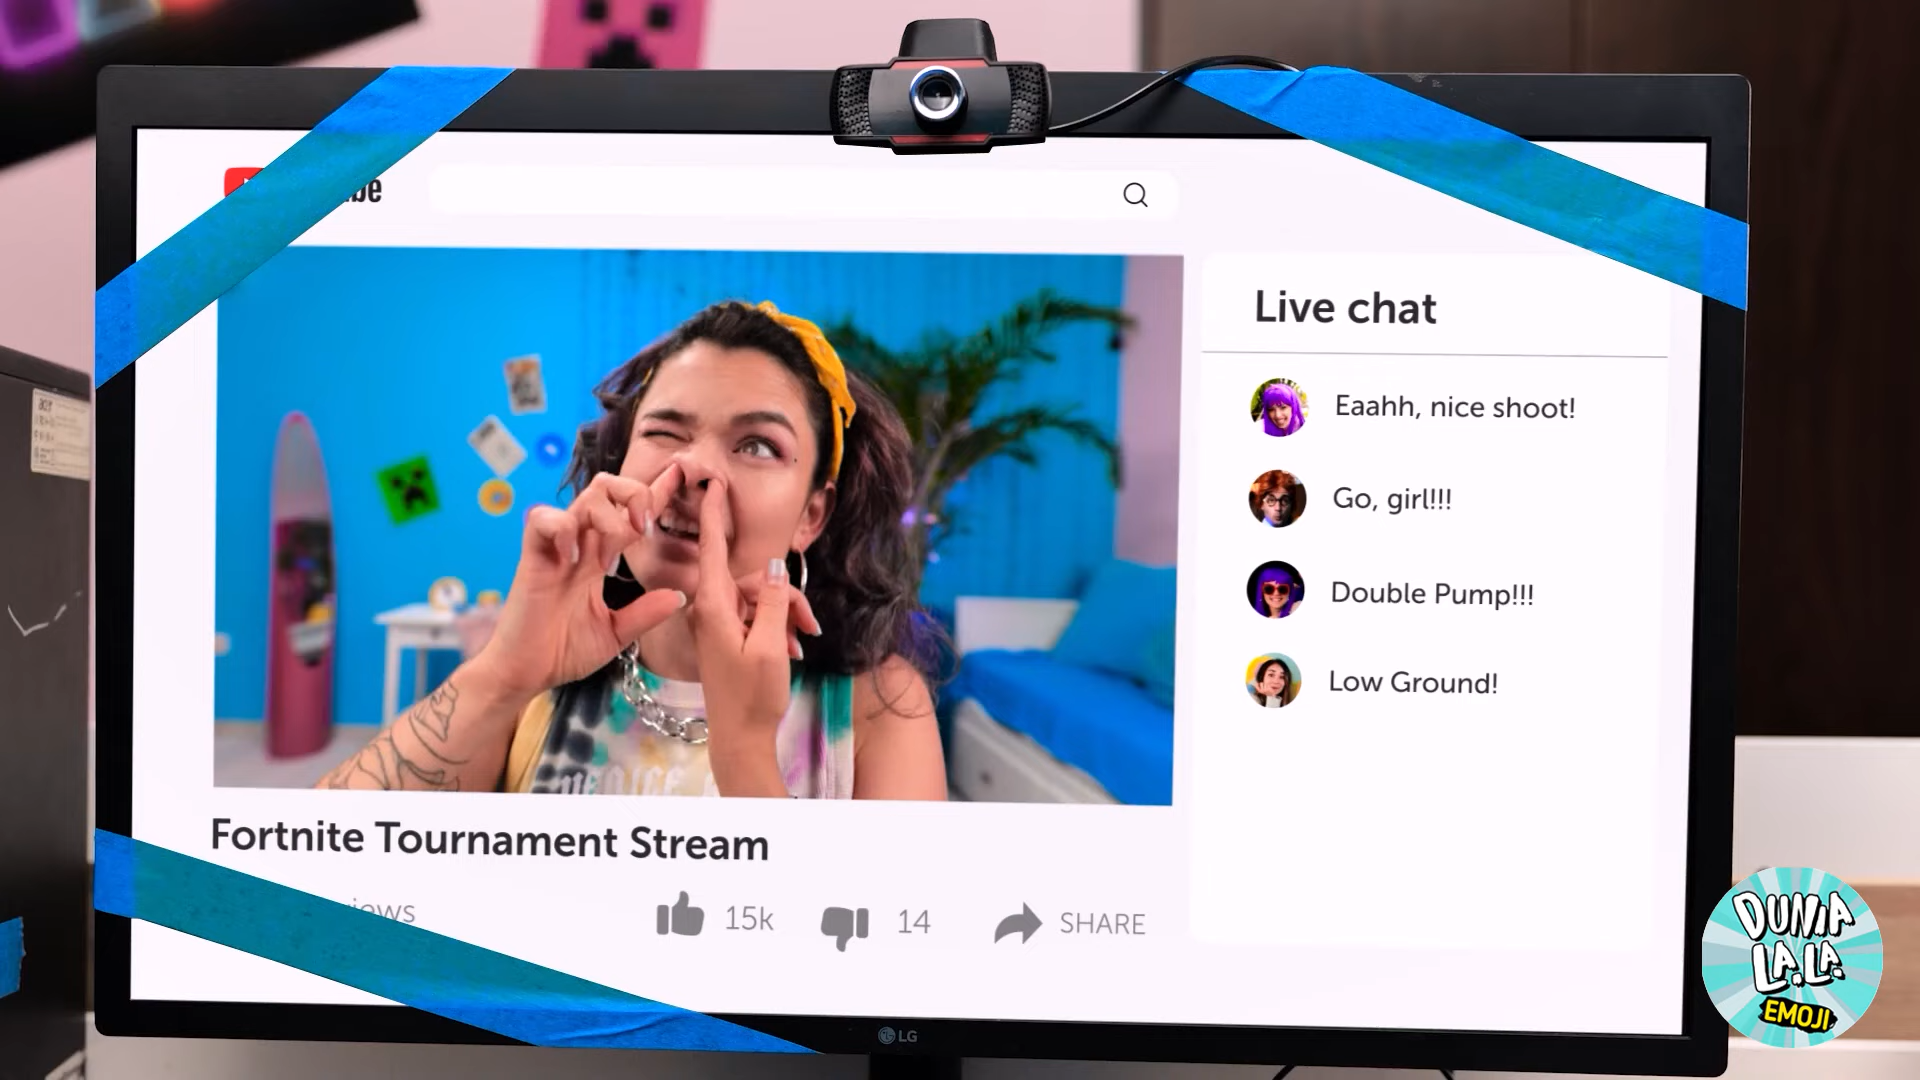 Live chat
Eaahh, nice shoot!
Go, girl!!!
Double Pump!!!
Low Ground!
Fortnite Tournament Stream
15k
14
SHARE
LG
DUNIA
LA.LA.
EMOJI